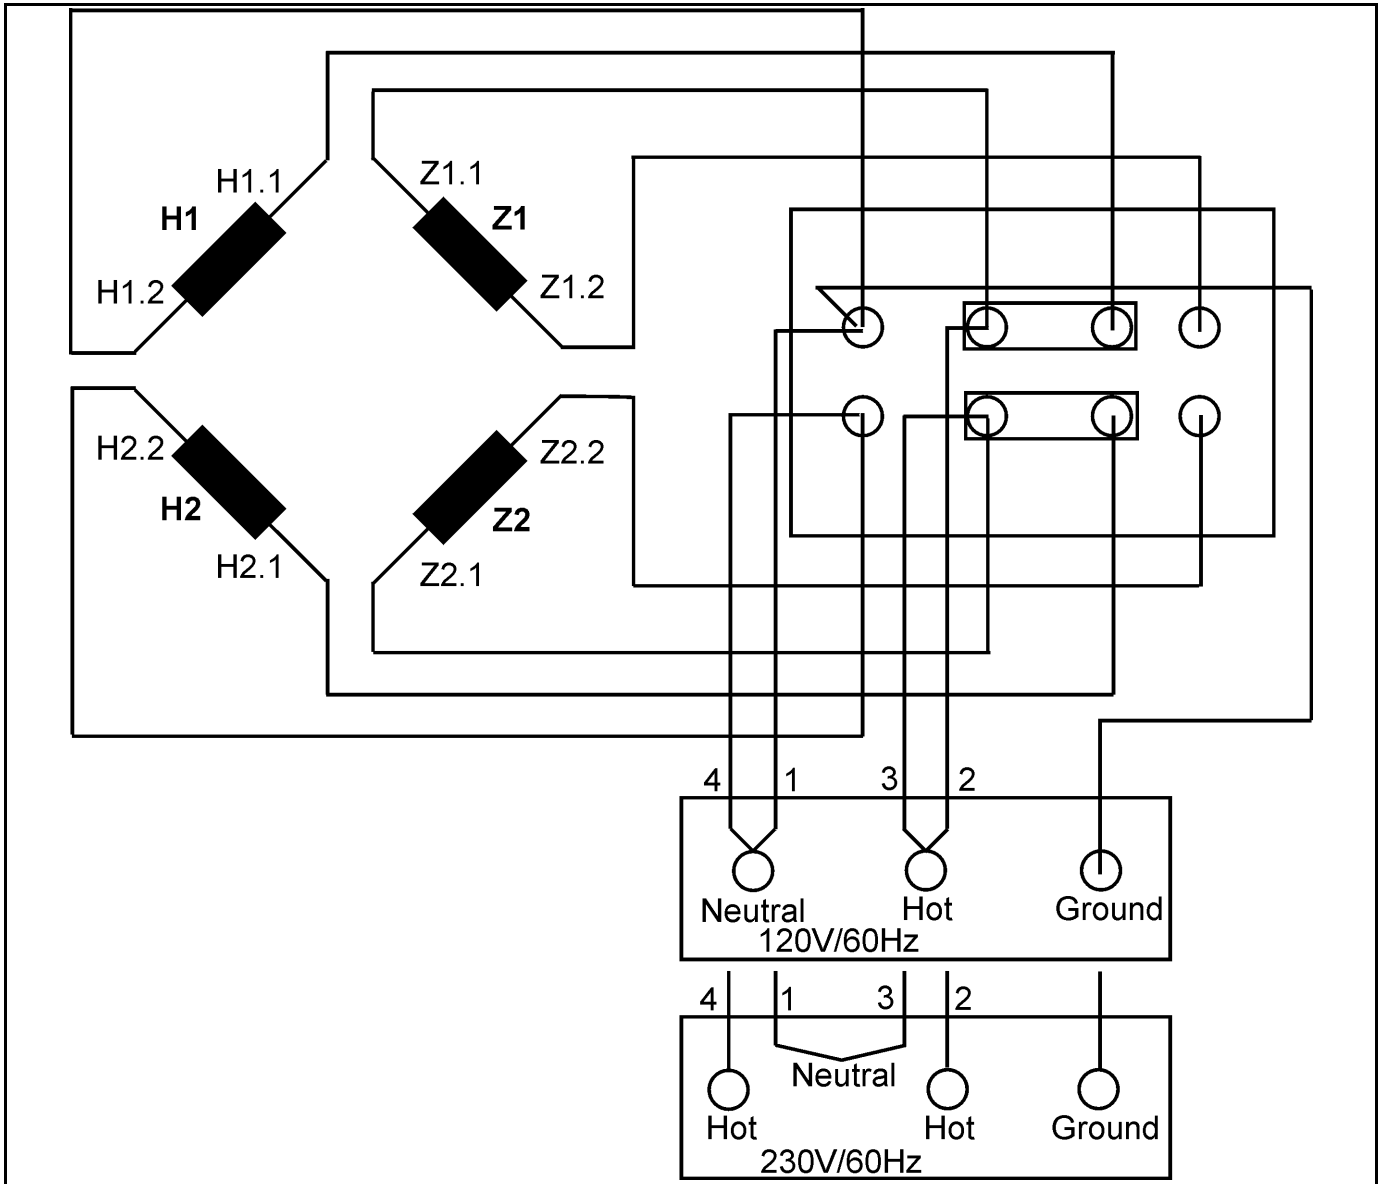 Z1.1
H1.1
H1
Z1
Z1.2
H1.2
H2.2
Z2.2
H2
Z2
H2.1
Z2.1
4 1 3 2
Neutral Hot Ground
120V/60Hz
4 1 3 2
Neutral
Hot Hot Ground
230V/60Hz